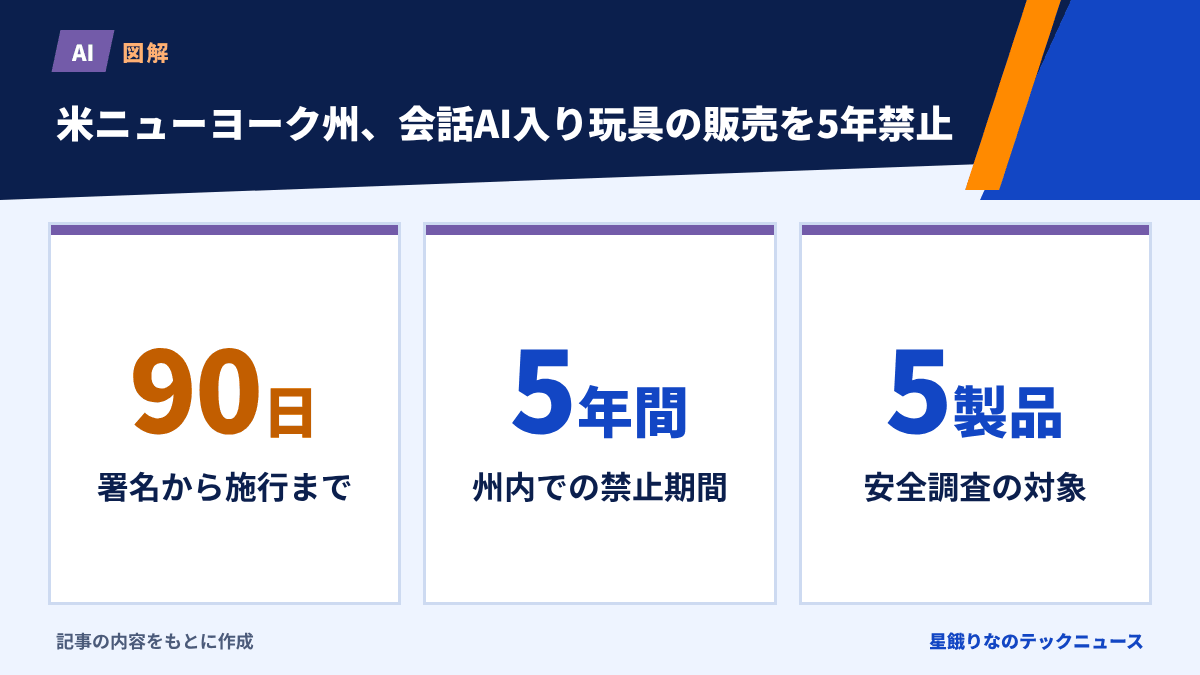 AI 図解
米ニューヨーク州、会話AI入り玩具の販売を5年禁止
90日
署名から施行まで
5年間
州内での禁止期間
5製品
安全調査の対象
記事の内容をもとに作成
星餓りなのテックニュース